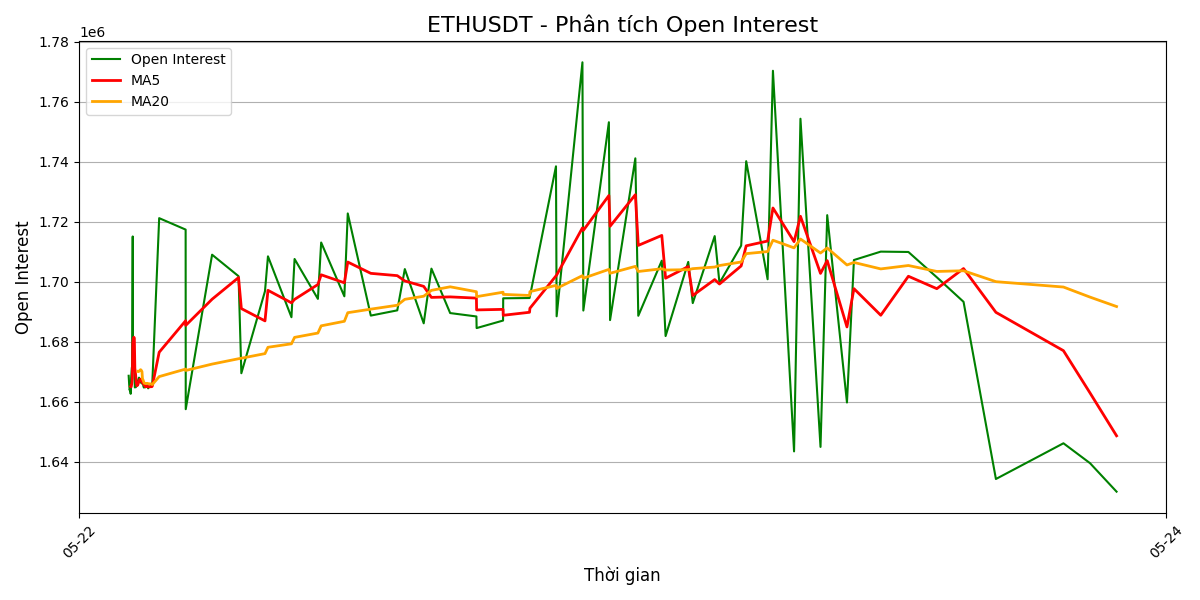 ETHUSDT - Phân tích Open Interest
1e6
1.78
1.76
1.74
1.72
1.70
1.68
1.66
1.64
Open Interest
Open Interest
MA5
MA20
05-22
05-24
Thời gian